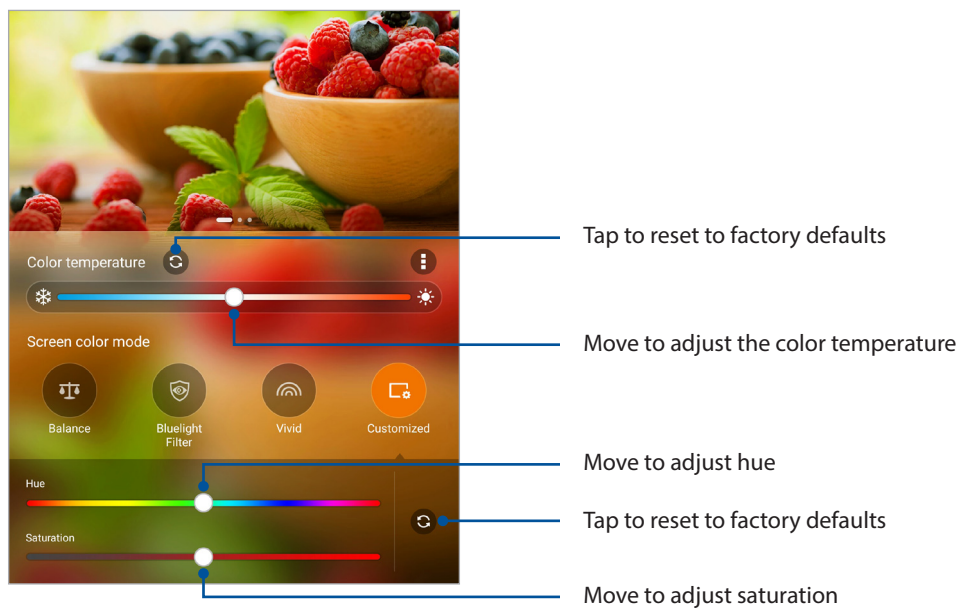 Tap to reset to factory defaults
Color temperature
Move to adjust the color temperature
Screen color mode
Balance
Bluelight
Filter
Vivid
Customized
Move to adjust hue
Hue
Tap to reset to factory defaults
Saturation
Move to adjust saturation